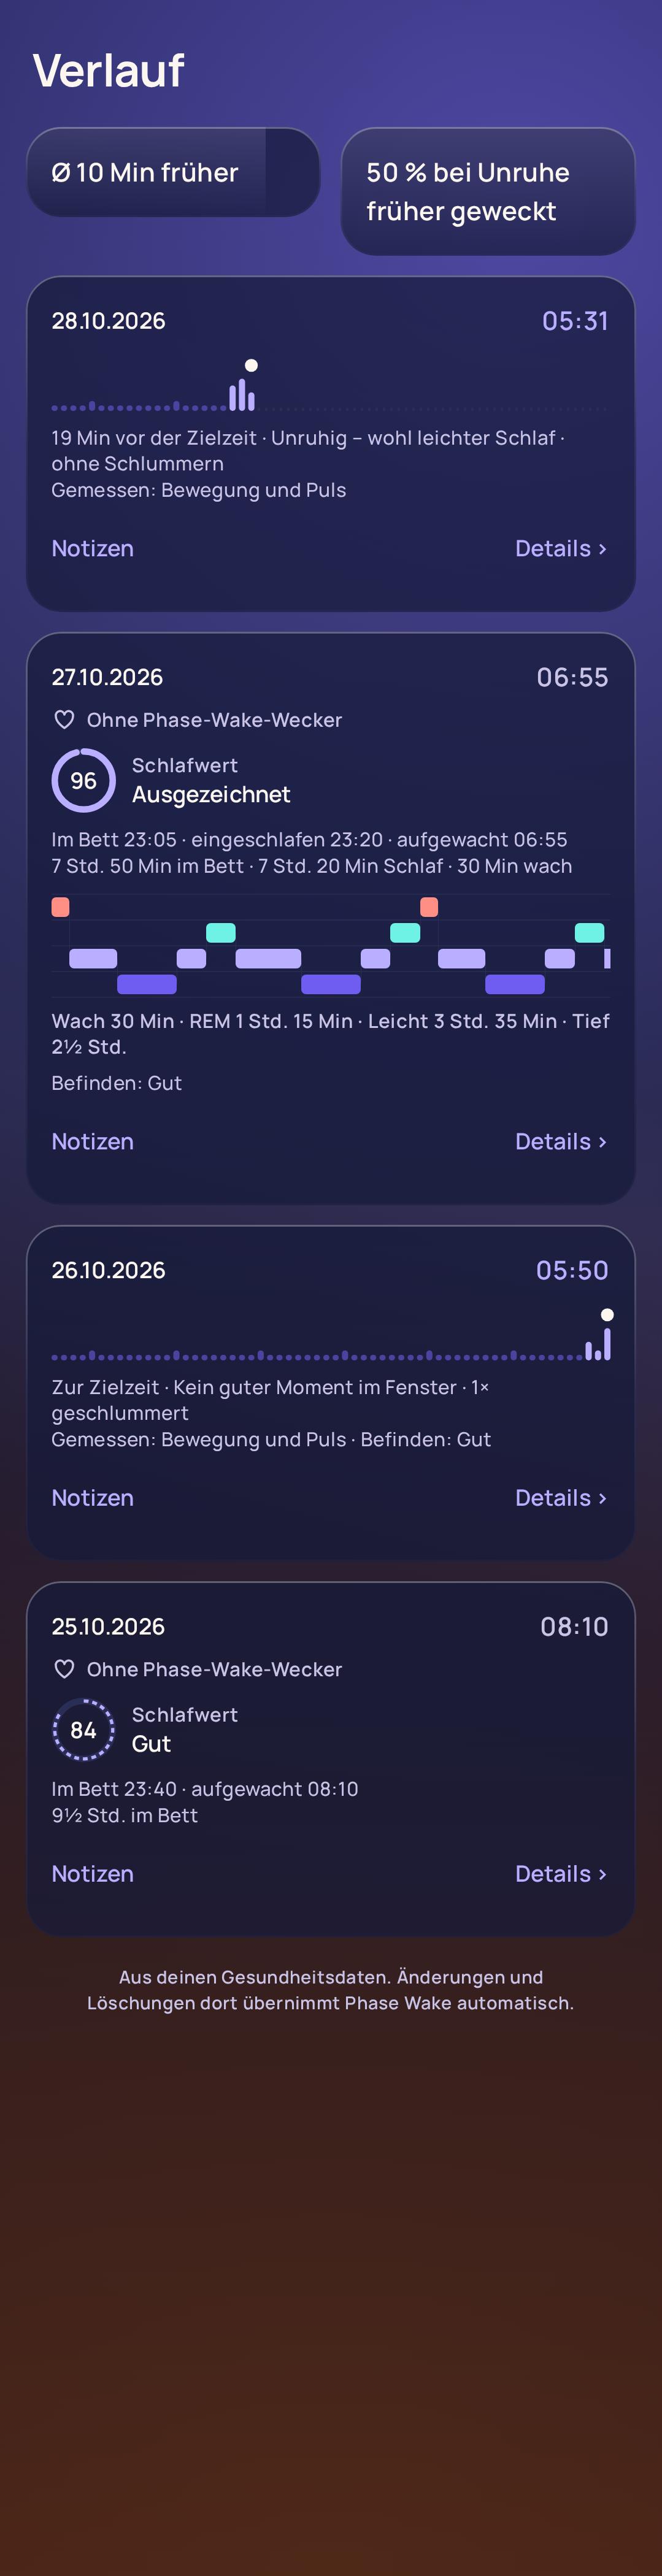 Verlauf
Ø 10 Min früher
50 % bei Unruhe
früher geweckt
28.10.2026
05:31
19 Min vor der Zielzeit · Unruhig – wohl leichter Schlaf ·
ohne Schlummern
Gemessen: Bewegung und Puls
Notizen
Details ›
27.10.2026
06:55
Ohne Phase-Wake-Wecker
96
Schlafwert
Ausgezeichnet
Im Bett 23:05 · eingeschlafen 23:20 · aufgewacht 06:55
7 Std. 50 Min im Bett · 7 Std. 20 Min Schlaf · 30 Min wach
Wach 30 Min · REM 1 Std. 15 Min · Leicht 3 Std. 35 Min · Tief
2½ Std.
Befinden: Gut
Notizen
Details ›
26.10.2026
05:50
Zur Zielzeit · Kein guter Moment im Fenster · 1×
geschlummert
Gemessen: Bewegung und Puls · Befinden: Gut
Notizen
Details ›
25.10.2026
08:10
Ohne Phase-Wake-Wecker
84
Schlafwert
Gut
Im Bett 23:40 · aufgewacht 08:10
9½ Std. im Bett
Notizen
Details ›
Aus deinen Gesundheitsdaten. Änderungen und
Löschungen dort übernimmt Phase Wake automatisch.